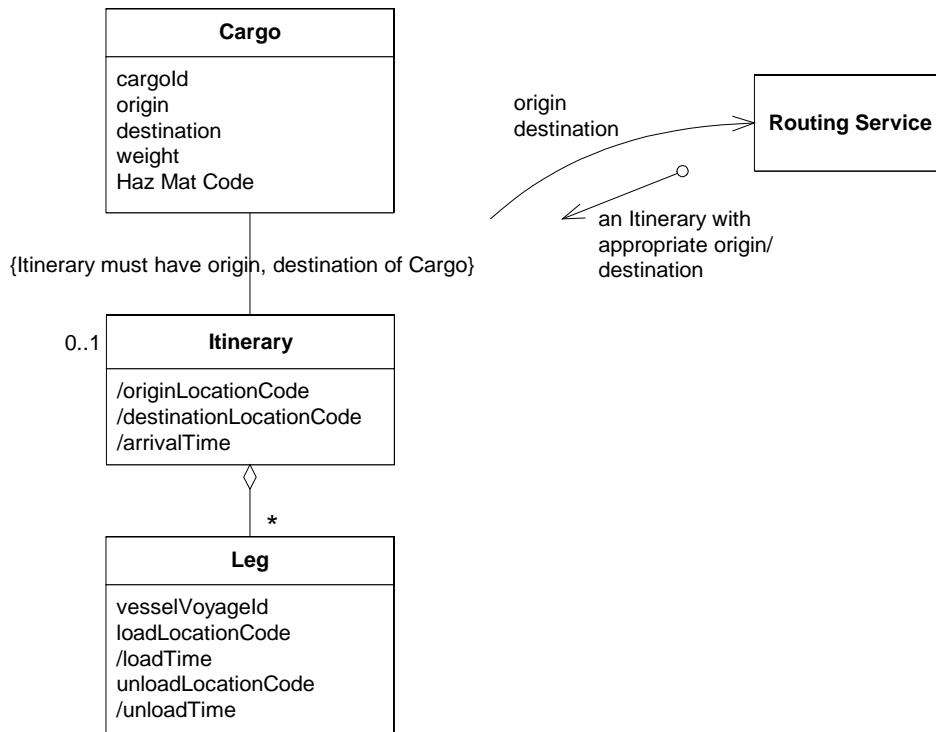 Cargo
cargoId
origin
destination
weight
Haz Mat Code
origin
destination
Routing Service
an Itinerary with
appropriate origin/
destination
{Itinerary must have origin, destination of Cargo}
0..1
Itinerary
/originLocationCode
/destinationLocationCode
/arrivalTime
*
Leg
vesselVoyageId
loadLocationCode
/loadTime
unloadLocationCode
/unloadTime